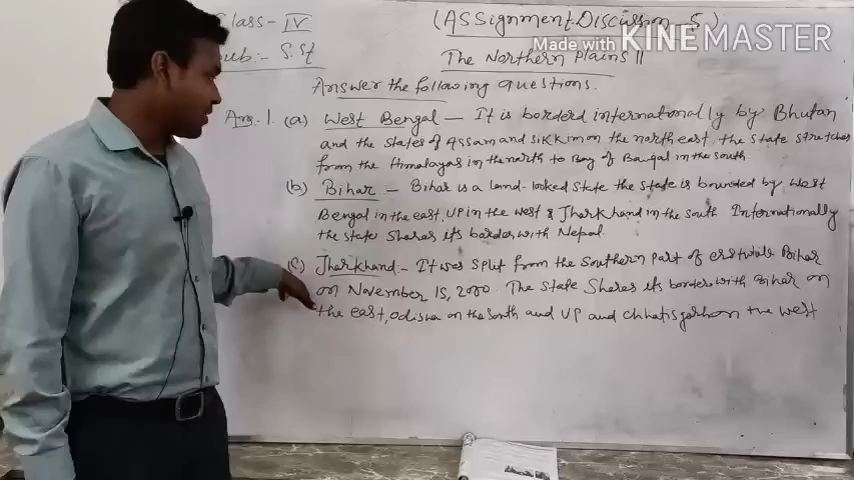 Class - IV (Assignment Discussion - 5)
Made with KINEMASTER
Sub:- S.St The Northern Plains II
Answer the following questions.
Ans. 1. (a) West Bengal - It is borderd internationally by Bhutan
and the states of Assam and Sikkim on the north east, the state stretches
from the Himalayas in the north to Bay of Baugal in the south.
(b) Bihar - Bihar is a land-locked state the state is bounded by West
Bengal in the east, UP in the west & Jharkhand in the south Internationally
the state Shares its border with Nepal.
(c) Jharkhand:- It was split from the Southern part of erstwhile Bihar
on November 15, 2000. The State Shares its border with Bihar on
the east, odisha on the South and UP and chhatisgarh on the west